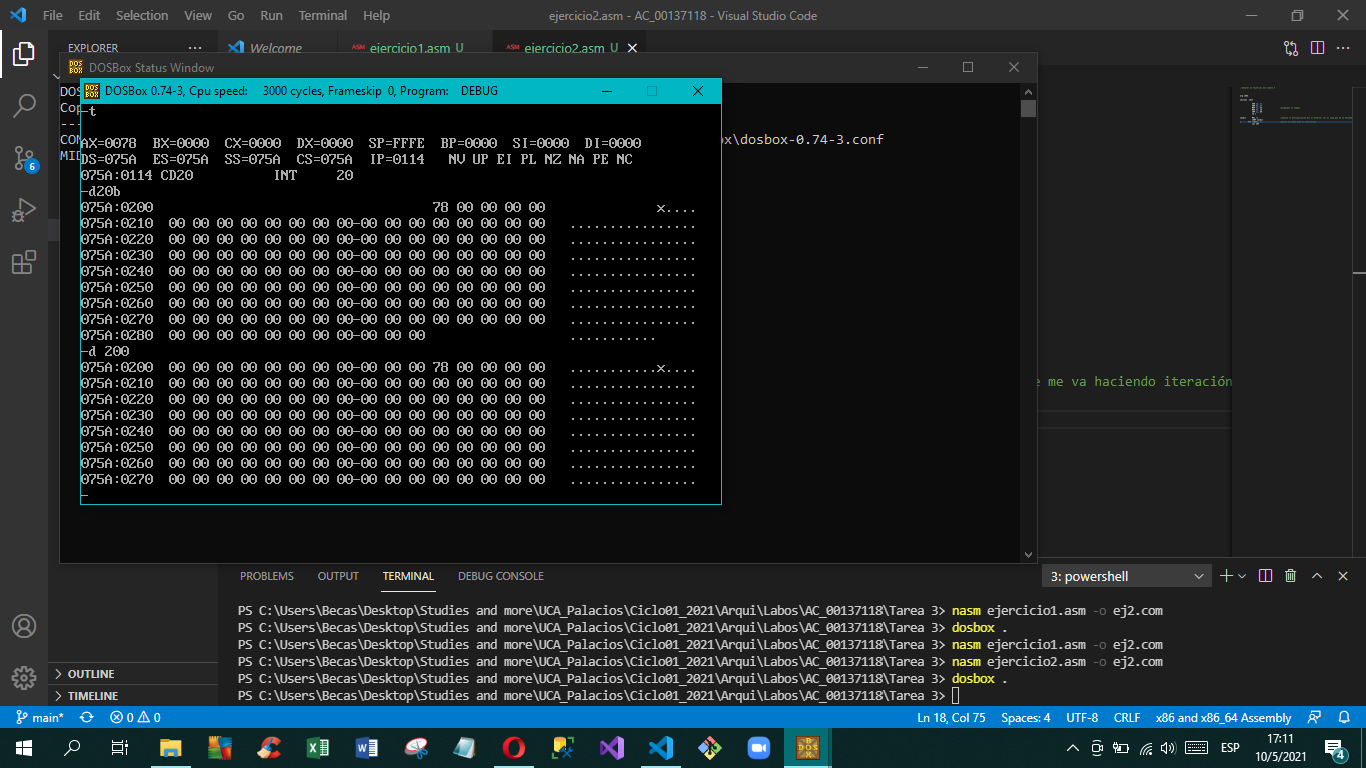 File Edit Selection View Go Run Terminal Help ejercicio2.asm - AC_00137118 - Visual Studio Code
EXPLORER ... Welcome ASM ejercicio1.asm U ASM ejercicio2.asm U
DOSBox Status Window
DOSBox 0.74-3, Cpu speed: 3000 cycles, Frameskip 0, Program: DEBUG
DOS
Cop
---
CON
MID
ox\dosbox-0.74-3.conf
-t
AX=0078 BX=0000 CX=0000 DX=0000 SP=FFFE BP=0000 SI=0000 DI=0000
DS=075A ES=075A SS=075A CS=075A IP=0114 NV UP EI PL NZ NA PE NC
075A:0114 CD20 INT 20
-d20b
075A:0200 78 00 00 00 00 x....
075A:0210 00 00 00 00 00 00 00 00-00 00 00 00 00 00 00 00 ................
075A:0220 00 00 00 00 00 00 00 00-00 00 00 00 00 00 00 00 ................
075A:0230 00 00 00 00 00 00 00 00-00 00 00 00 00 00 00 00 ................
075A:0240 00 00 00 00 00 00 00 00-00 00 00 00 00 00 00 00 ................
075A:0250 00 00 00 00 00 00 00 00-00 00 00 00 00 00 00 00 ................
075A:0260 00 00 00 00 00 00 00 00-00 00 00 00 00 00 00 00 ................
075A:0270 00 00 00 00 00 00 00 00-00 00 00 00 00 00 00 00 ................
075A:0280 00 00 00 00 00 00 00 00-00 00 00 ...........
-d 200
075A:0200 00 00 00 00 00 00 00 00-00 00 00 78 00 00 00 00 ...........x....
075A:0210 00 00 00 00 00 00 00 00-00 00 00 00 00 00 00 00 ................
075A:0220 00 00 00 00 00 00 00 00-00 00 00 00 00 00 00 00 ................
075A:0230 00 00 00 00 00 00 00 00-00 00 00 00 00 00 00 00 ................
075A:0240 00 00 00 00 00 00 00 00-00 00 00 00 00 00 00 00 ................
075A:0250 00 00 00 00 00 00 00 00-00 00 00 00 00 00 00 00 ................
075A:0260 00 00 00 00 00 00 00 00-00 00 00 00 00 00 00 00 ................
075A:0270 00 00 00 00 00 00 00 00-00 00 00 00 00 00 00 00 ................
-
e me va haciendo iteración
6
PROBLEMS OUTPUT TERMINAL DEBUG CONSOLE 3: powershell
PS C:\Users\Becas\Desktop\Studies and more\UCA_Palacios\Ciclo01_2021\Arqui\Labos\AC_00137118\Tarea 3> nasm ejercicio1.asm -o ej2.com
PS C:\Users\Becas\Desktop\Studies and more\UCA_Palacios\Ciclo01_2021\Arqui\Labos\AC_00137118\Tarea 3> dosbox .
PS C:\Users\Becas\Desktop\Studies and more\UCA_Palacios\Ciclo01_2021\Arqui\Labos\AC_00137118\Tarea 3> nasm ejercicio1.asm -o ej2.com
PS C:\Users\Becas\Desktop\Studies and more\UCA_Palacios\Ciclo01_2021\Arqui\Labos\AC_00137118\Tarea 3> nasm ejercicio2.asm -o ej2.com
PS C:\Users\Becas\Desktop\Studies and more\UCA_Palacios\Ciclo01_2021\Arqui\Labos\AC_00137118\Tarea 3> dosbox .
PS C:\Users\Becas\Desktop\Studies and more\UCA_Palacios\Ciclo01_2021\Arqui\Labos\AC_00137118\Tarea 3>
OUTLINE
TIMELINE
main* 0 0 Ln 18, Col 75 Spaces: 4 UTF-8 CRLF x86 and x86_64 Assembly
ESP 17:11
10/5/2021 4